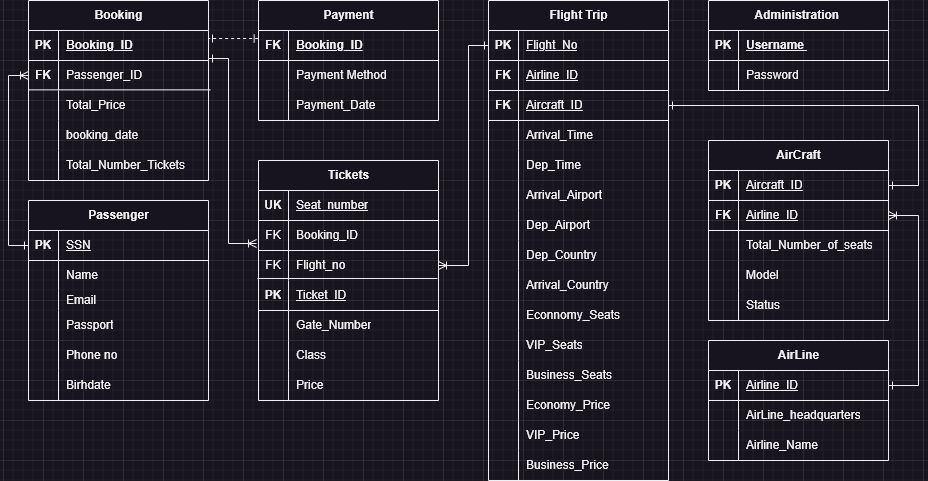 Booking
PK Booking_ID
FK Passenger_ID
Total_Price
booking_date
Total_Number_Tickets
Passenger
PK SSN
Name
Email
Passport
Phone no
Birhdate
Payment
FK Booking_ID
Payment Method
Payment_Date
Tickets
UK Seat_number
FK Booking_ID
FK Flight_no
PK Ticket_ID
Gate_Number
Class
Price
Flight Trip
PK Flight_No
FK Airline_ID
FK Aircraft_ID
Arrival_Time
Dep_Time
Arrival_Airport
Dep_Airport
Dep_Country
Arrival_Country
Econnomy_Seats
VIP_Seats
Business_Seats
Economy_Price
VIP_Price
Business_Price
Administration
PK Username
Password
AirCraft
PK Aircraft_ID
FK Airline_ID
Total_Number_of_seats
Model
Status
AirLine
PK Airline_ID
AirLine_headquarters
Airline_Name